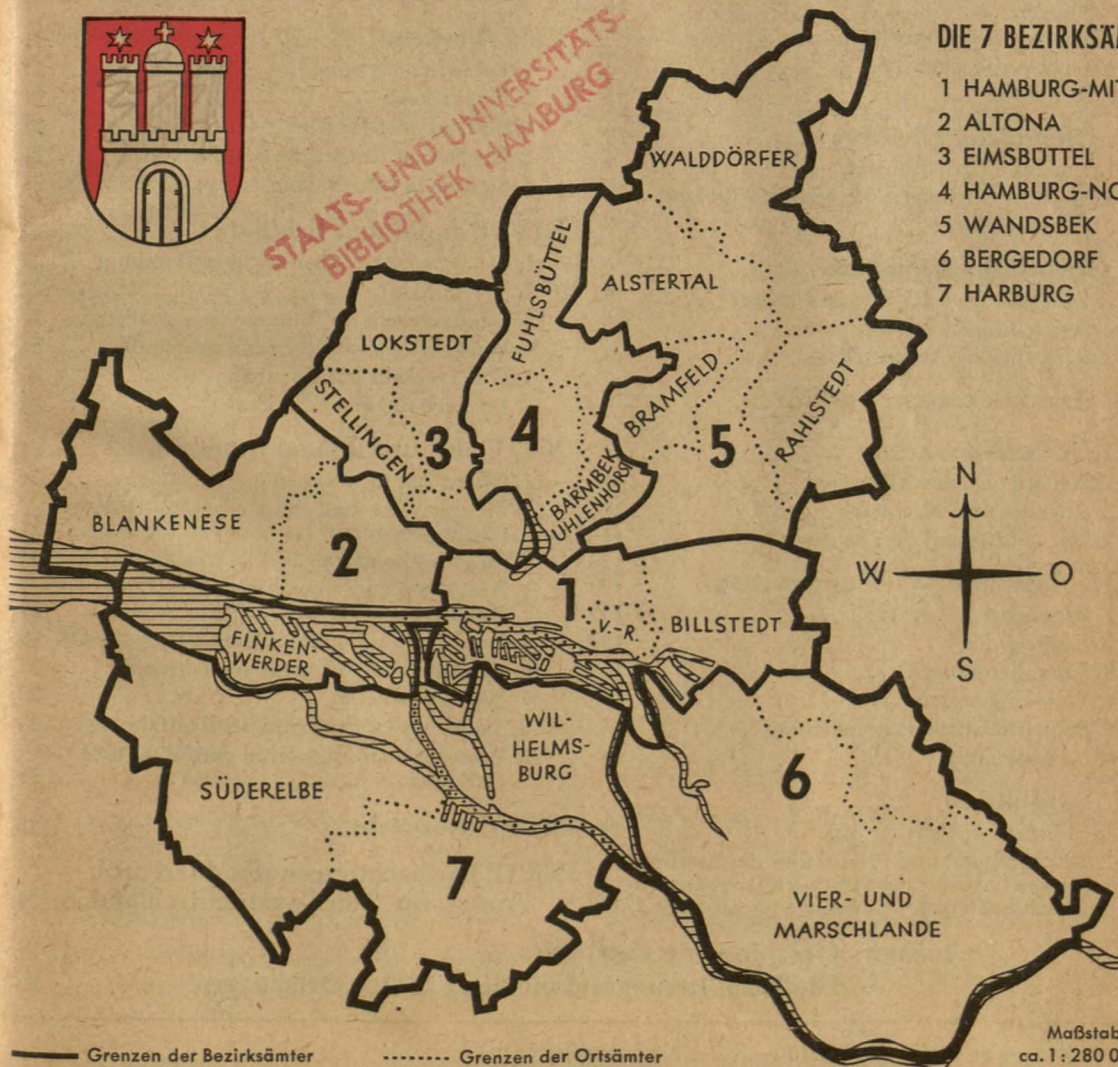 STAATS- UND UNIVERSITÄTS-
BIBLIOTHEK HAMBURG
DIE 7 BEZIRKSÄM
1 HAMBURG-MIT
2 ALTONA
3 EIMSBÜTTEL
4 HAMBURG-NO
5 WANDSBEK
6 BERGEDORF
7 HARBURG
WALDDÖRFER
FUHLSBÜTTEL
ALSTERTAL
LOKSTEDT
STELLINGEN
3
4
BRAMFELD
5
RAHLSTEDT
BARMBEK
UHLENHORST
BLANKENESE
2
N
W
O
S
1
V.-R.
BILLSTEDT
FINKEN-
WERDER
WIL-
HELMS-
BURG
SÜDERELBE
6
7
VIER- UND
MARSCHLANDE
Grenzen der Bezirksämter
Grenzen der Ortsämter
Maßstab
ca. 1 : 280 0